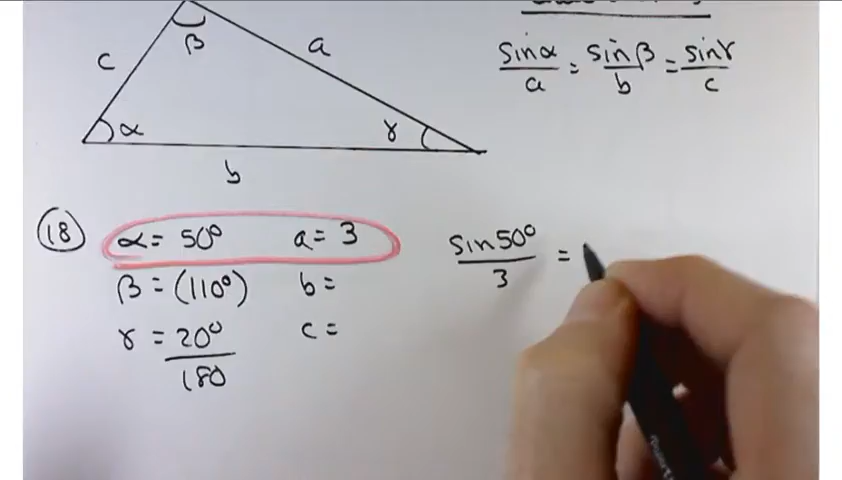 β
a
c
sinα/a = sinβ/b = sinγ/c
α
γ
b
18
α = 50° a = 3
β = (110°) b =
γ = 20° c =
180
sin50°/3 =